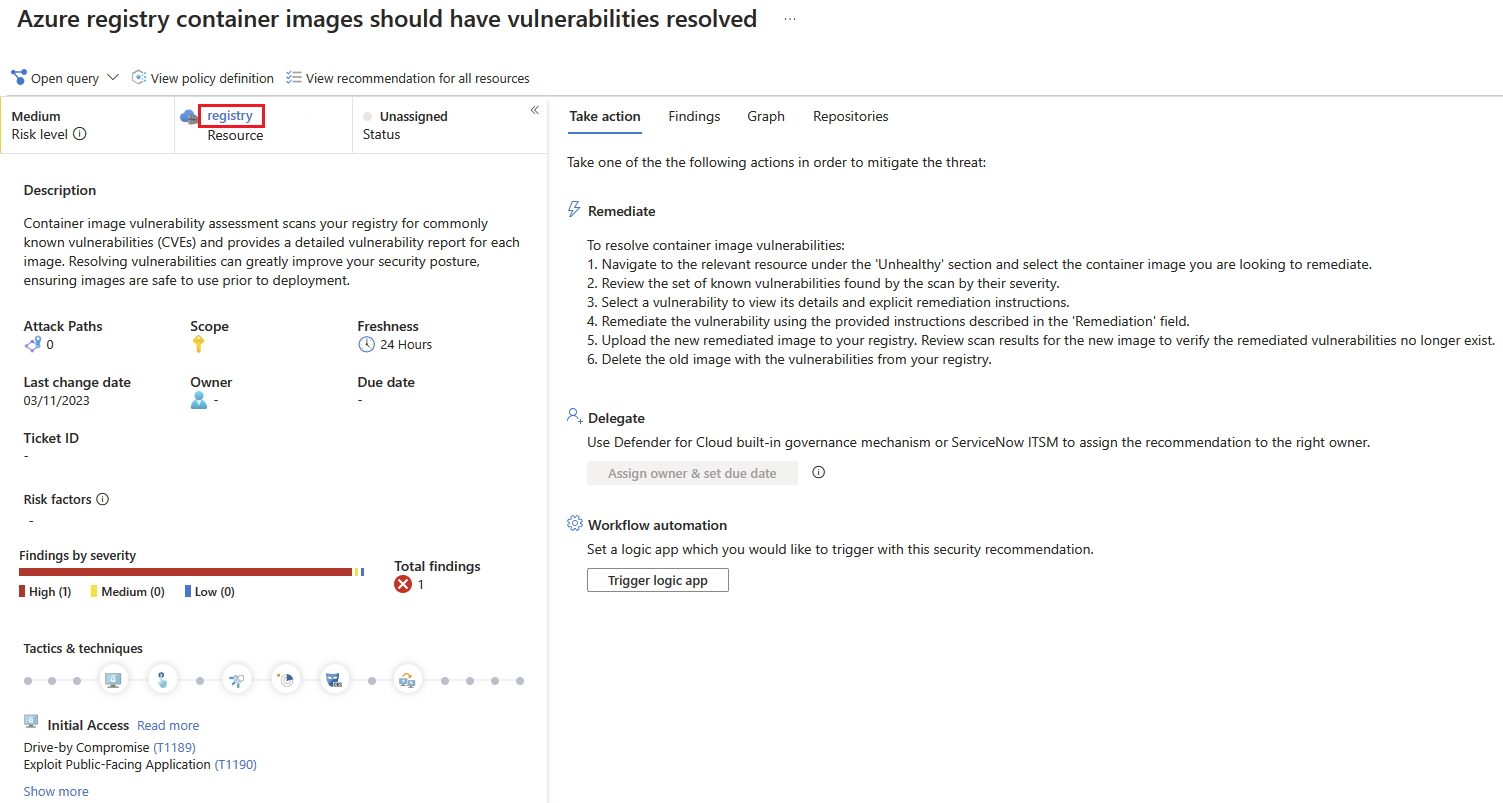 Azure registry container images should have vulnerabilities resolved ...
Open query
View policy definition
View recommendation for all resources
Medium
Risk level
registry
Resource
Unassigned
Status
Description
Container image vulnerability assessment scans your registry for commonly
known vulnerabilities (CVEs) and provides a detailed vulnerability report for each
image. Resolving vulnerabilities can greatly improve your security posture,
ensuring images are safe to use prior to deployment.
Attack Paths
0
Scope
Freshness
24 Hours
Last change date
03/11/2023
Owner
-
Due date
-
Ticket ID
-
Risk factors
-
Findings by severity
High (1)
Medium (0)
Low (0)
Total findings
1
Tactics & techniques
Initial Access Read more
Drive-by Compromise (T1189)
Exploit Public-Facing Application (T1190)
Show more
Take action
Findings
Graph
Repositories
Take one of the the following actions in order to mitigate the threat:
Remediate
To resolve container image vulnerabilities:
1. Navigate to the relevant resource under the 'Unhealthy' section and select the container image you are looking to remediate.
2. Review the set of known vulnerabilities found by the scan by their severity.
3. Select a vulnerability to view its details and explicit remediation instructions.
4. Remediate the vulnerability using the provided instructions described in the 'Remediation' field.
5. Upload the new remediated image to your registry. Review scan results for the new image to verify the remediated vulnerabilities no longer exist.
6. Delete the old image with the vulnerabilities from your registry.
Delegate
Use Defender for Cloud built-in governance mechanism or ServiceNow ITSM to assign the recommendation to the right owner.
Assign owner & set due date
Workflow automation
Set a logic app which you would like to trigger with this security recommendation.
Trigger logic app